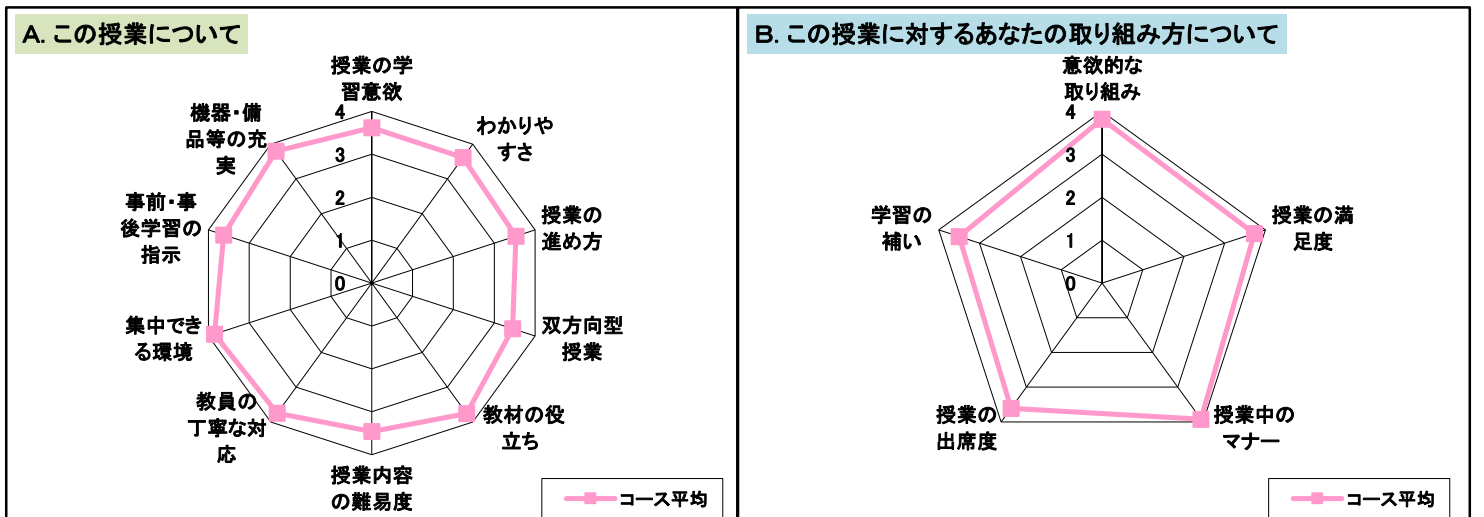 A. この授業について
授業の学
習意欲
わかりや
すさ
授業の
進め方
双方向型
授業
教材の役
立ち
授業内容
の難易度
教員の
丁寧な対
応
集中でき
る環境
事前・事
後学習の
指示
機器・備
品等の充
実
4
3
2
1
0
コース平均
B. この授業に対するあなたの取り組み方について
意欲的な
取り組み
授業の満
足度
授業中の
マナー
授業の
出席度
学習の
補い
4
3
2
1
0
コース平均